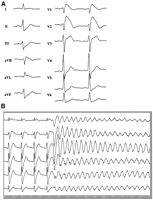 A
I V1
II V2
III V3
aVR V4
aVL V5
aVF V6
B